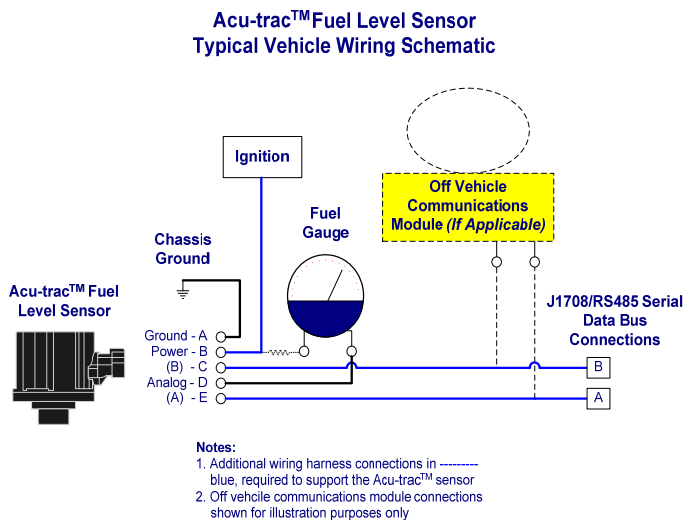 Acu-trac™ Fuel Level Sensor
Typical Vehicle Wiring Schematic
Ignition
Off Vehicle
Communications
Module (If Applicable)
Fuel
Gauge
Chassis
Ground
Acu-trac™ Fuel
Level Sensor
J1708/RS485 Serial
Data Bus
Connections
Ground - A
Power - B
(B) - C
Analog - D
(A) - E
B
A
Notes:
1. Additional wiring harness connections in ---------
blue, required to support the Acu-trac™ sensor
2. Off vehcile communications module connections
shown for illustration purposes only